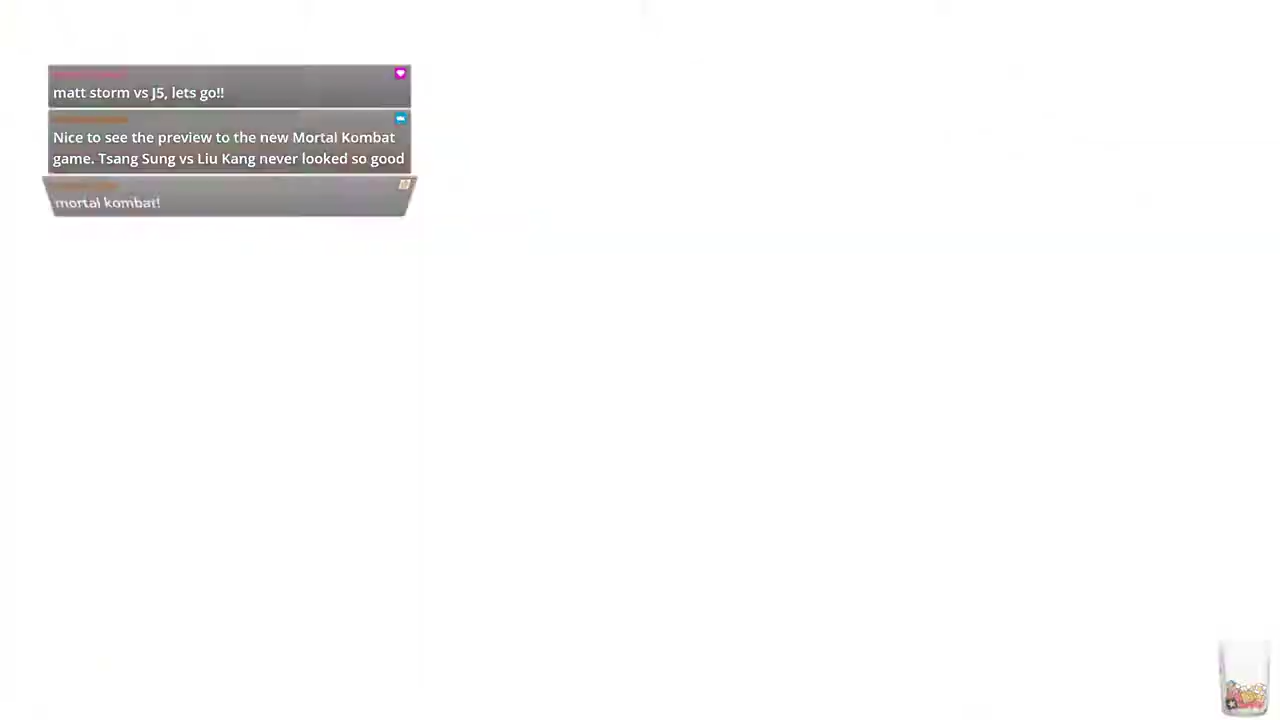 matt storm vs J5, lets go!!
Nice to see the preview to the new Mortal Kombat
game. Tsang Sung vs Liu Kang never looked so good
mortal kombat!